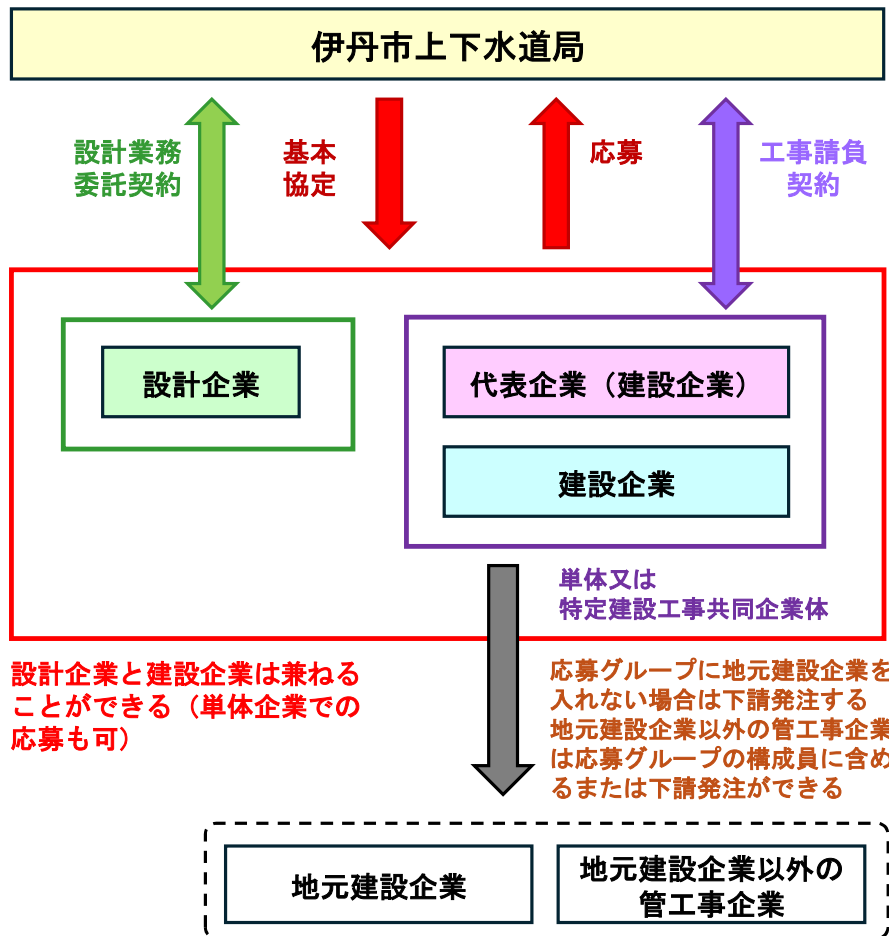 伊丹市上下水道局
設計業務
委託契約
基本
協定
応募
工事請負
契約
設計企業
代表企業（建設企業）
建設企業
単体又は
特定建設工事共同企業体
設計企業と建設企業は兼ねる
ことができる（単体企業での
応募も可）
応募グループに地元建設企業を
入れない場合は下請発注する
地元建設企業以外の管工事企業
は応募グループの構成員に含め
るまたは下請発注ができる
地元建設企業
地元建設企業以外の
管工事企業